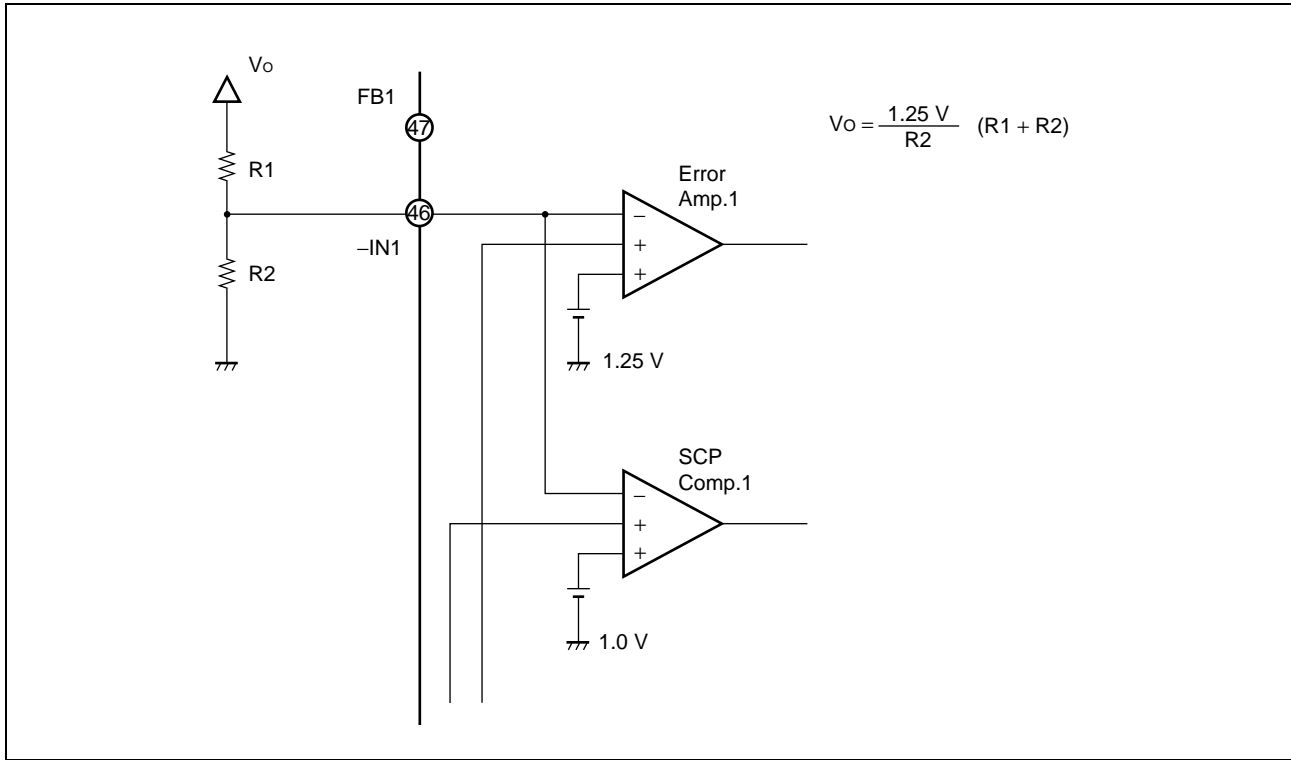 Vo
FB1
47
R1
46
−IN1
R2
Error
Amp.1
−
+
+
1.25 V
SCP
Comp.1
−
+
+
1.0 V
Vo = 1.25 V / R2 (R1 + R2)